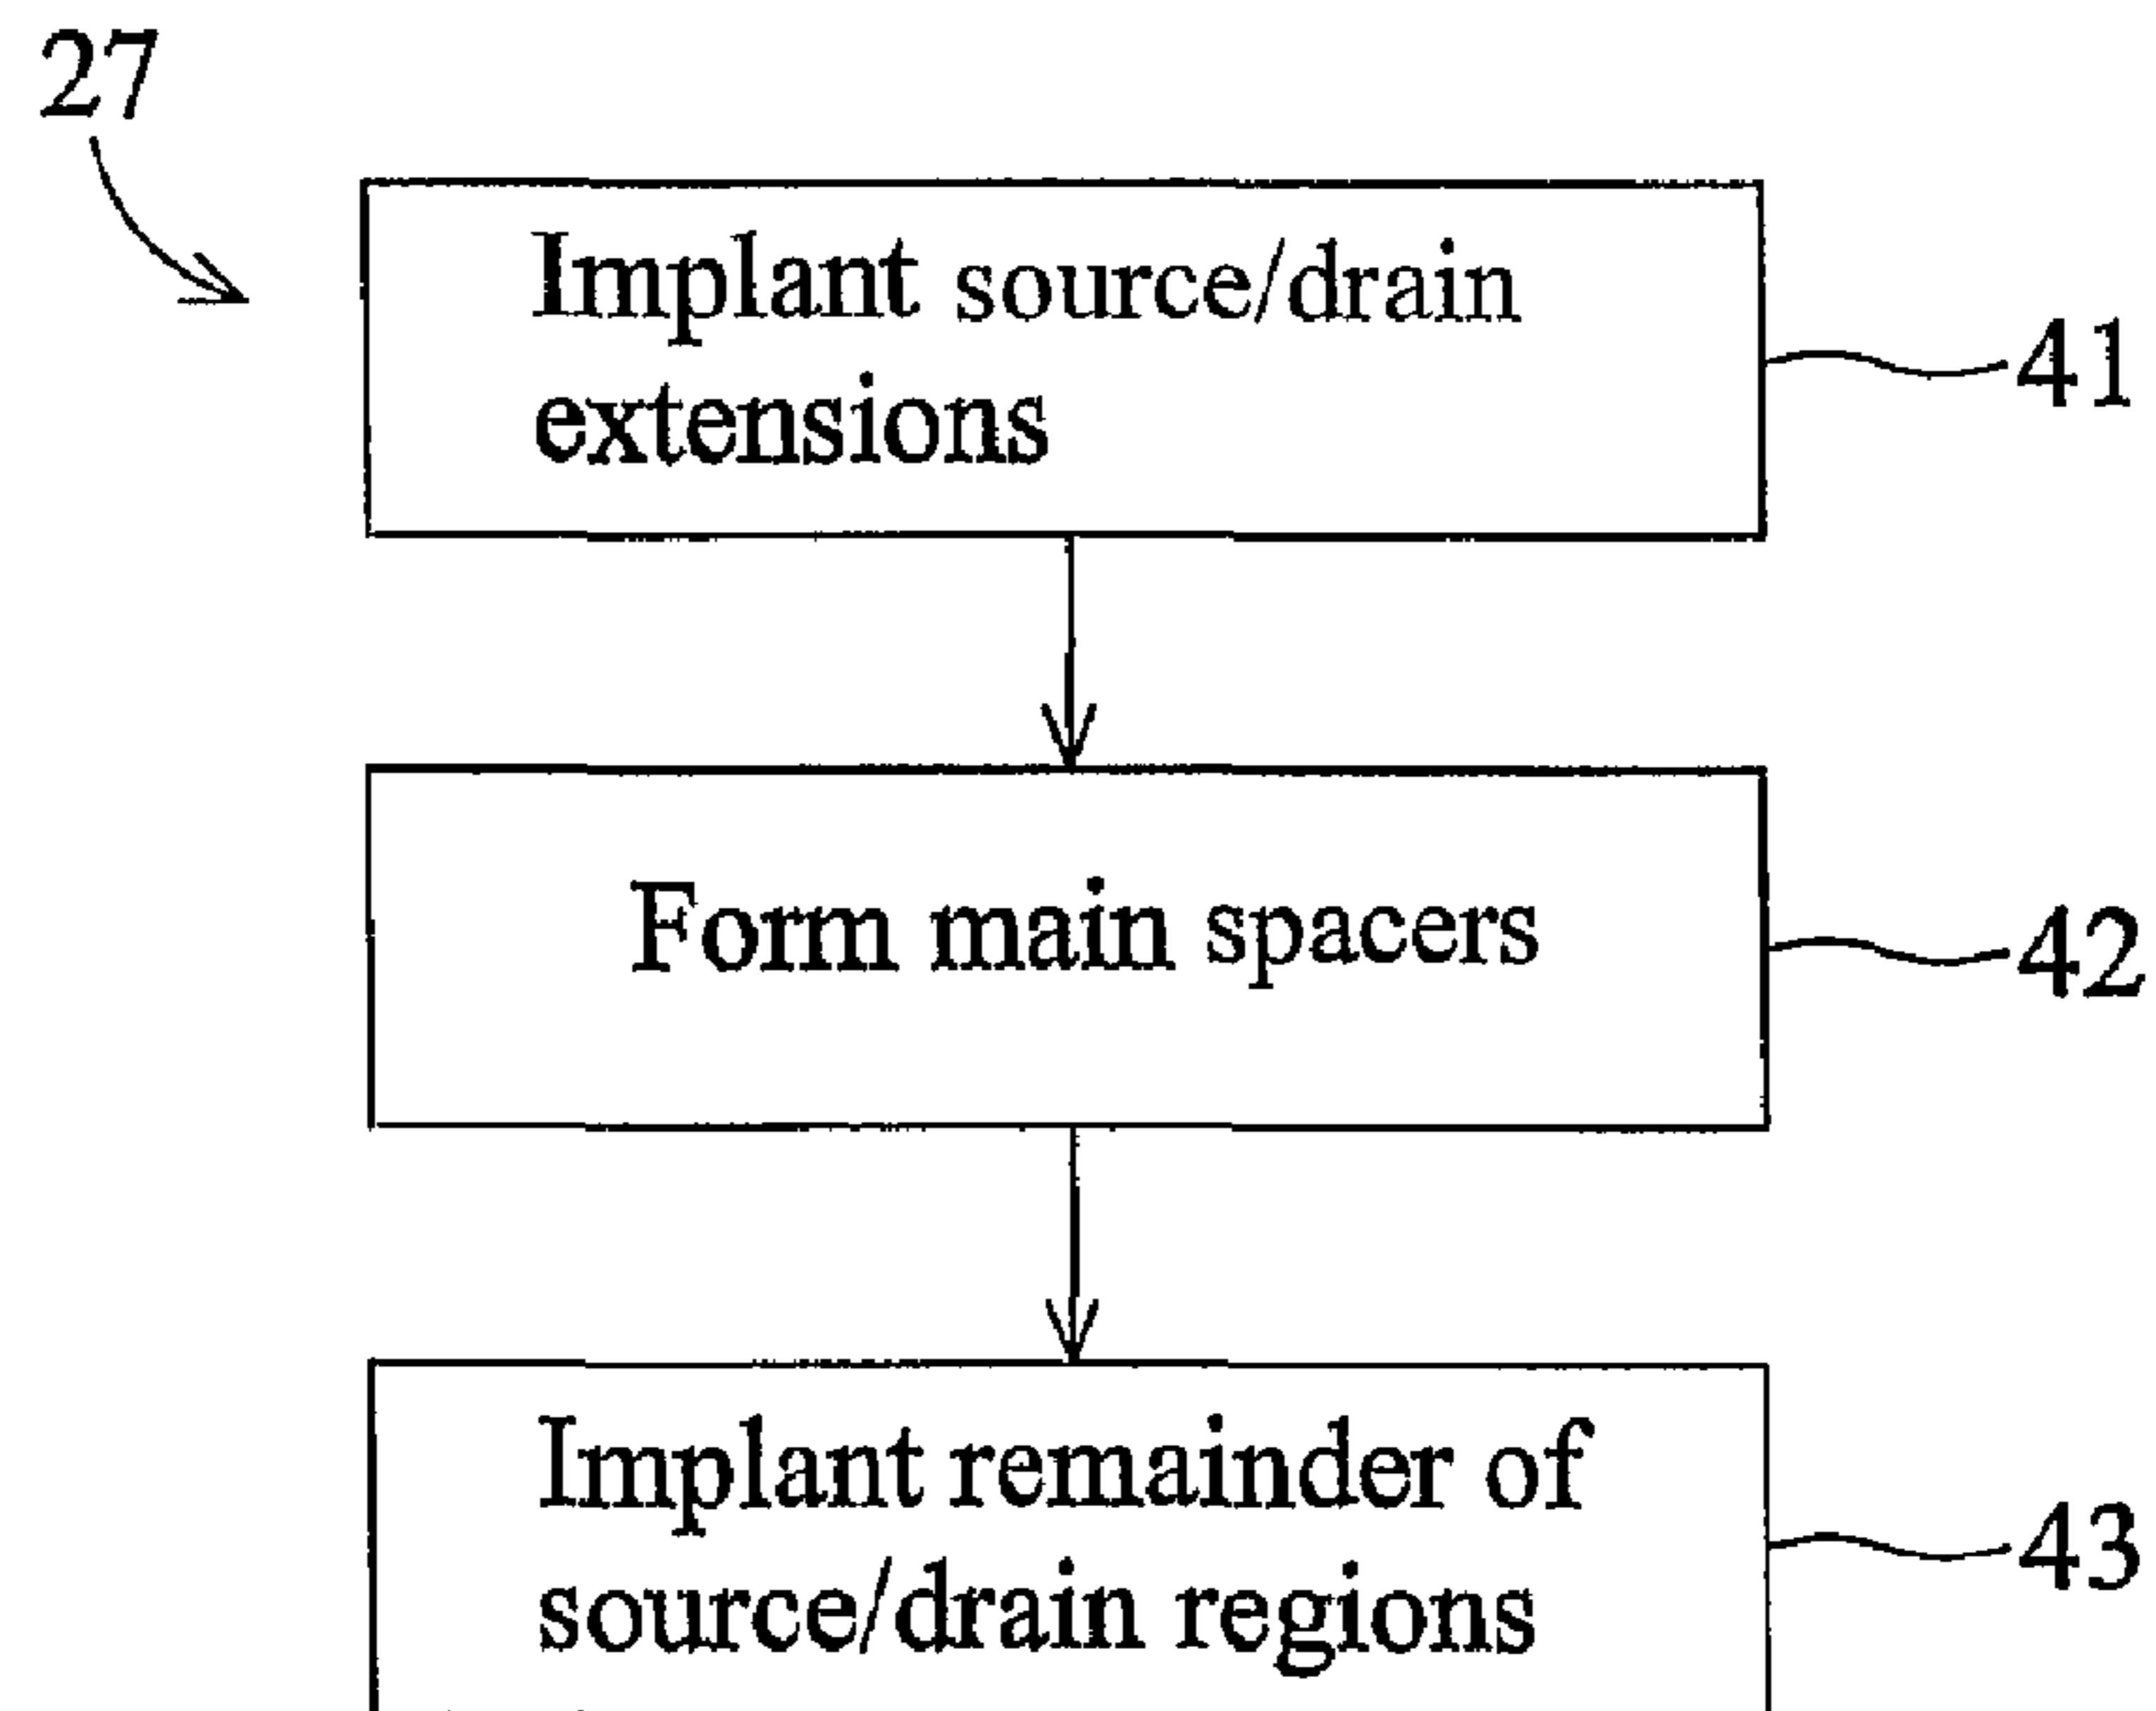 27
Implant source/drain
extensions
41
Form main spacers
42
Implant remainder of
source/drain regions
43